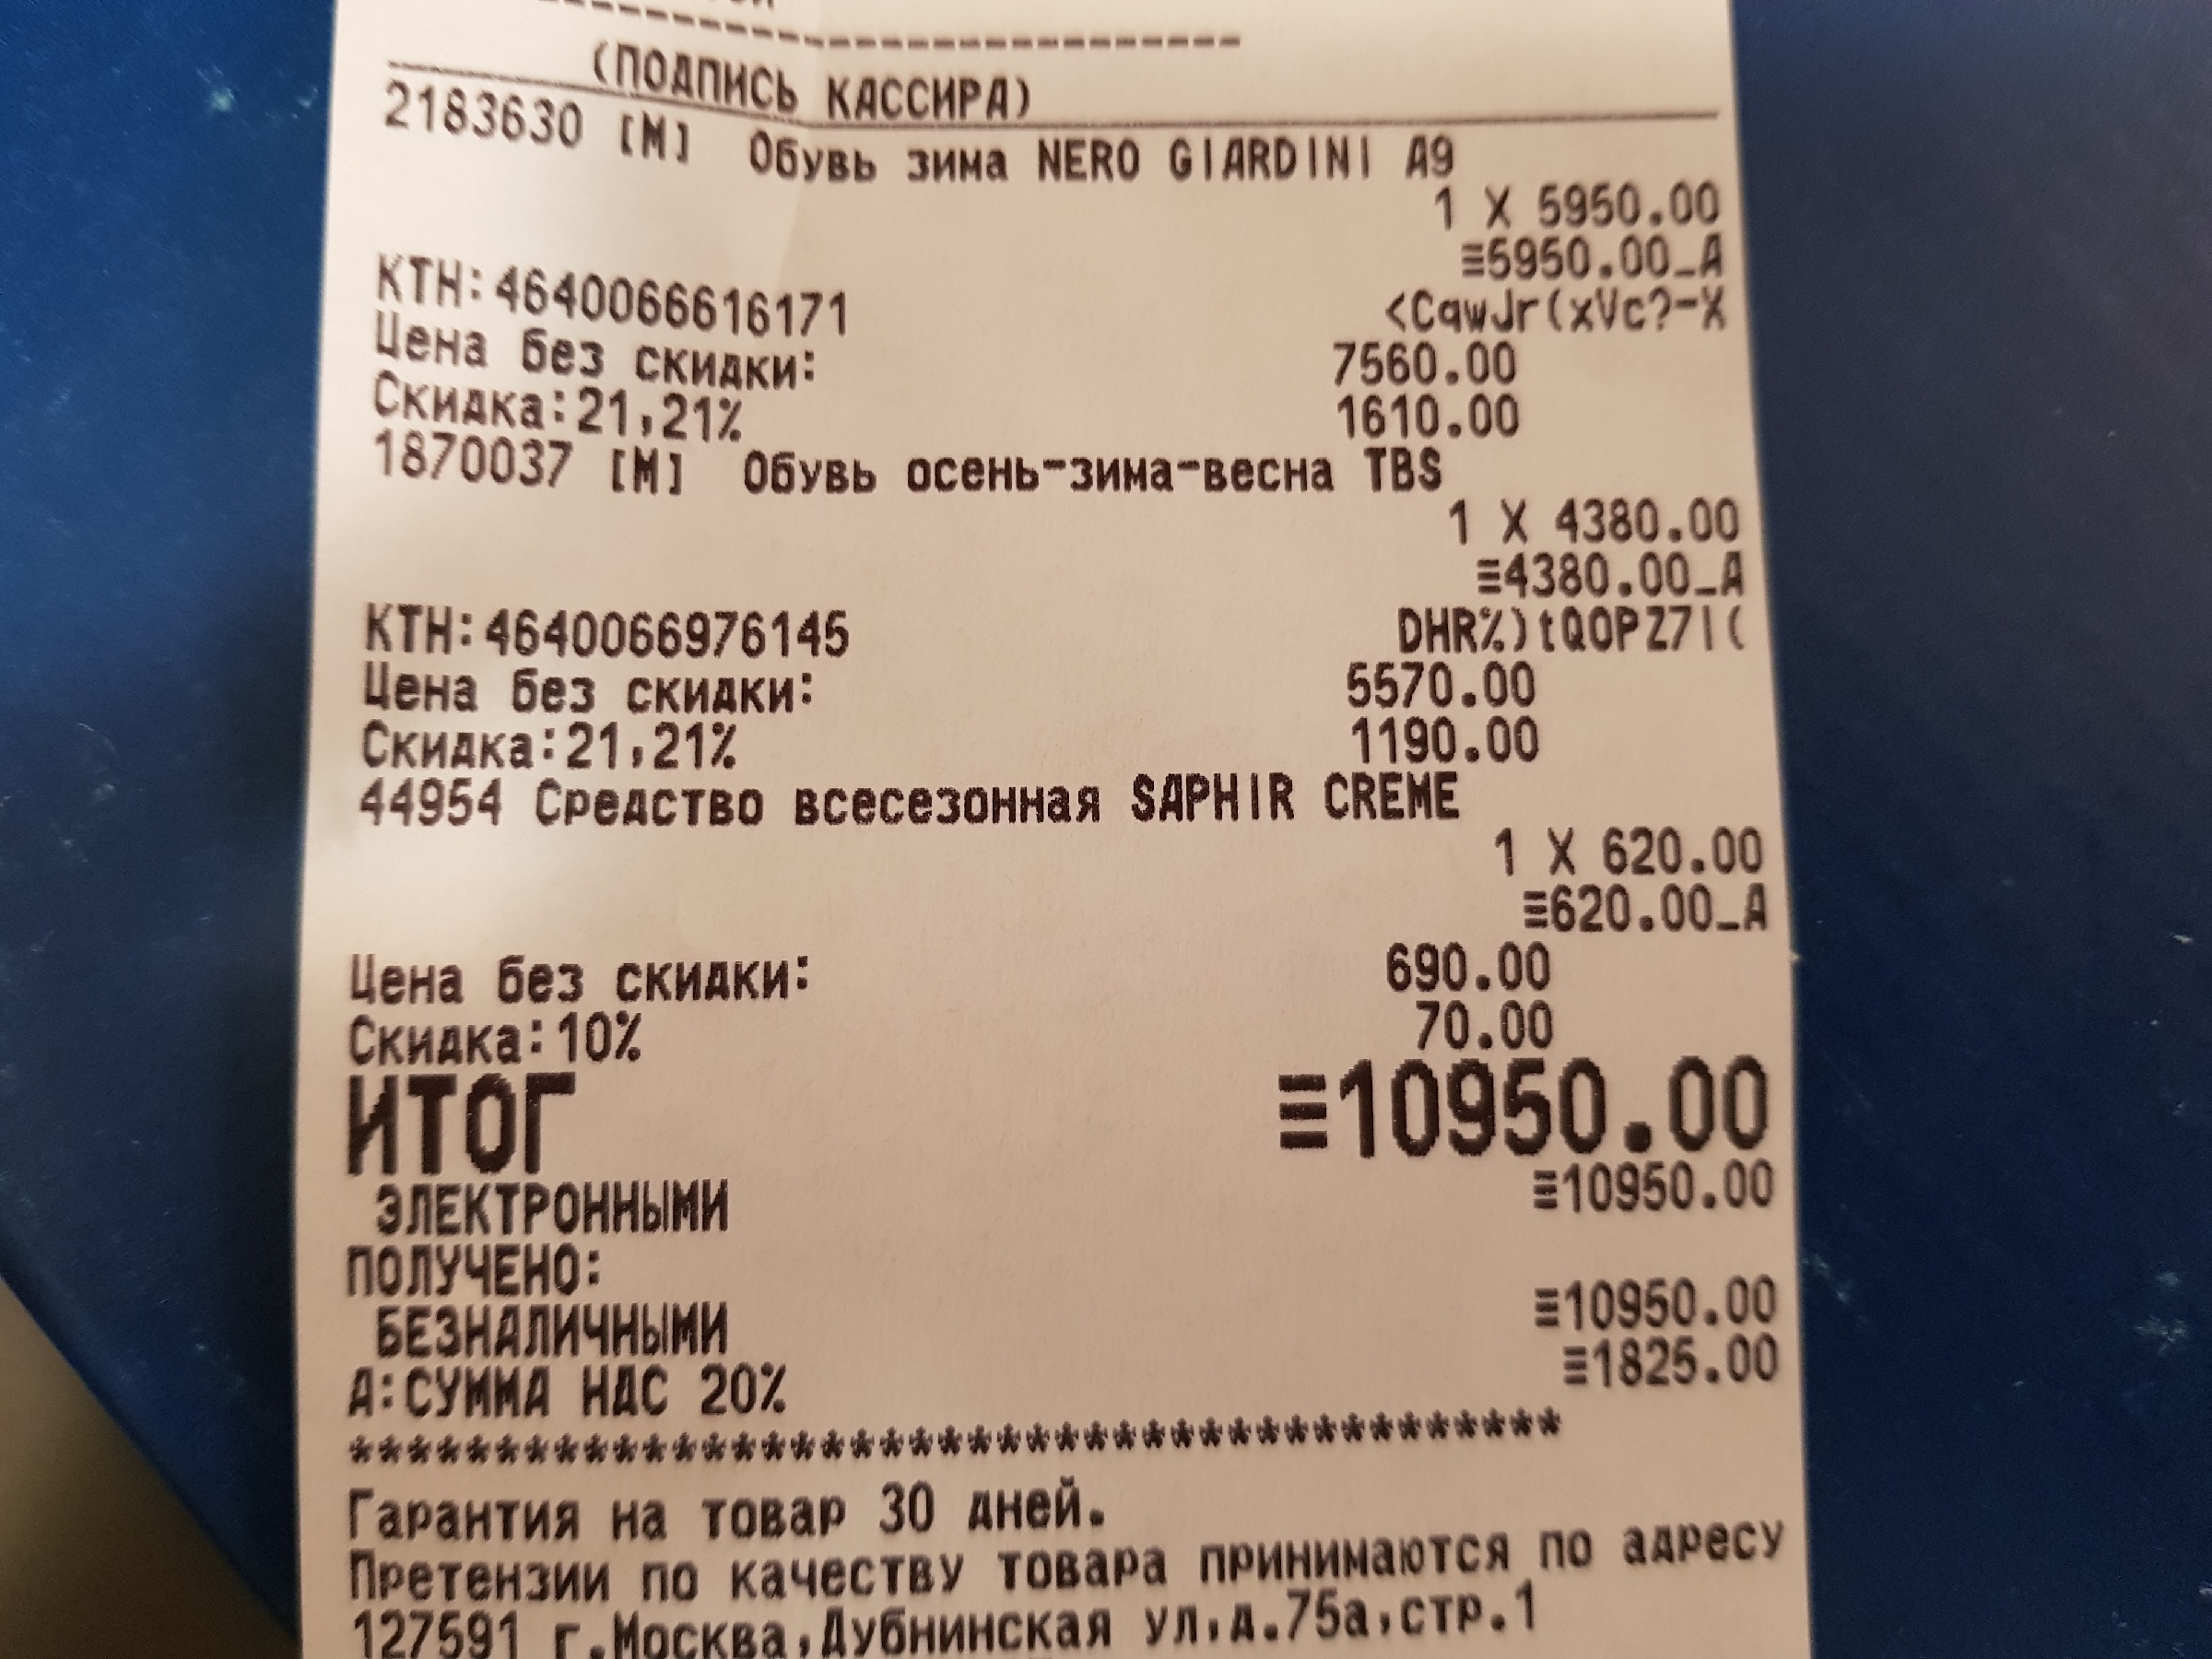 (ПОДПИСЬ КАССИРА)
2183630 [M] Обувь зима NERO GIARDINI A9
1 X 5950.00
≡5950.00_А
КТН:4640066616171 <CqwJr(xVc?-X
Цена без скидки: 7560.00
Скидка:21,21% 1610.00
1870037 [M] Обувь осень-зима-весна TBS
1 X 4380.00
≡4380.00_А
КТН:4640066976145 DHR%)tQOPZ7|(
Цена без скидки: 5570.00
Скидка:21,21% 1190.00
44954 Средство всесезонная SAPHIR CREME
1 X 620.00
≡620.00_А
Цена без скидки: 690.00
Скидка:10% 70.00
ИТОГ ≡10950.00
ЭЛЕКТРОННЫМИ ≡10950.00
ПОЛУЧЕНО:
БЕЗНАЛИЧНЫМИ ≡10950.00
А:СУММА НДС 20% ≡1825.00
******************************************
Гарантия на товар 30 дней.
Претензии по качеству товара принимаются по адресу
127591 г.Москва,Дубнинская ул,д.75а,стр.1